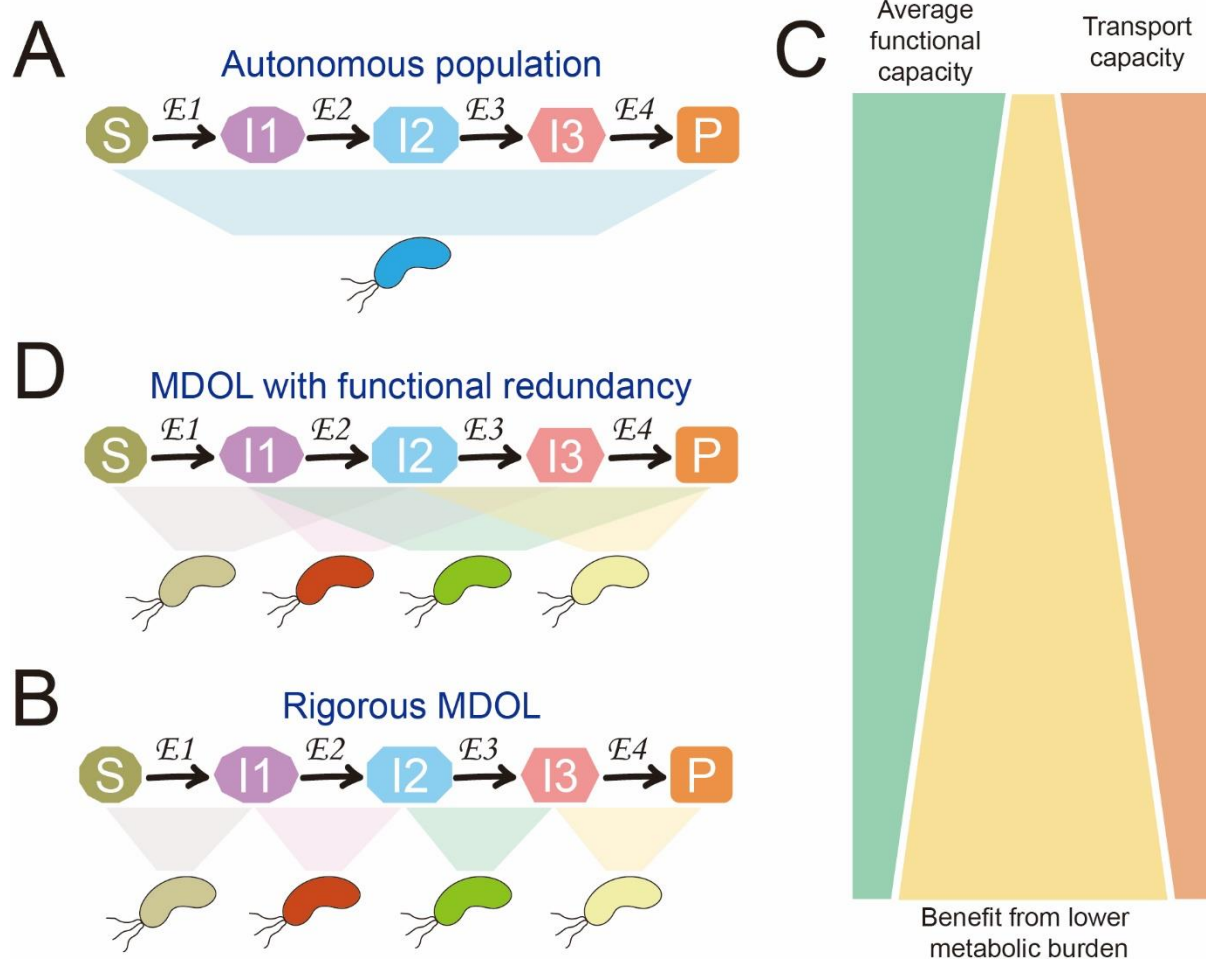 A
Autonomous population
S E1 I1 E2 I2 E3 I3 E4 P
D
MDOL with functional redundancy
S E1 I1 E2 I2 E3 I3 E4 P
B
Rigorous MDOL
S E1 I1 E2 I2 E3 I3 E4 P
C
Average
functional
capacity
Transport
capacity
Benefit from lower
metabolic burden